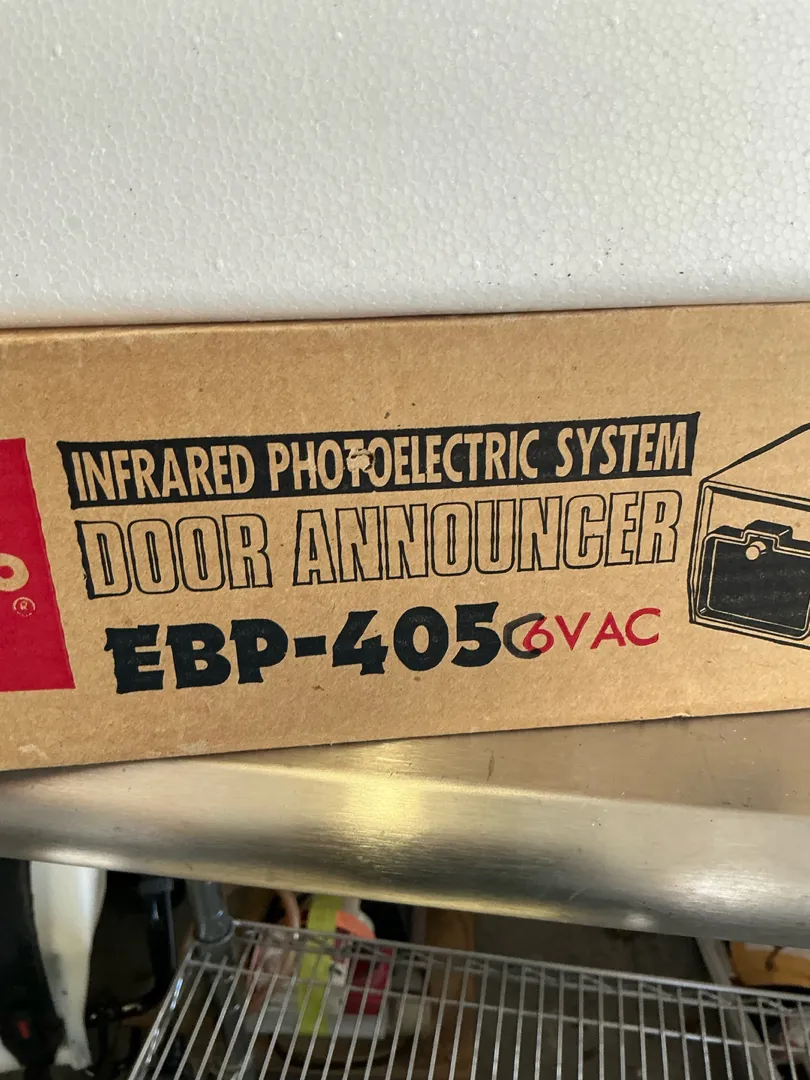 INFRARED PHOTOELECTRIC SYSTEM
DOOR ANNOUNCER
EBP-405C 6VAC
®